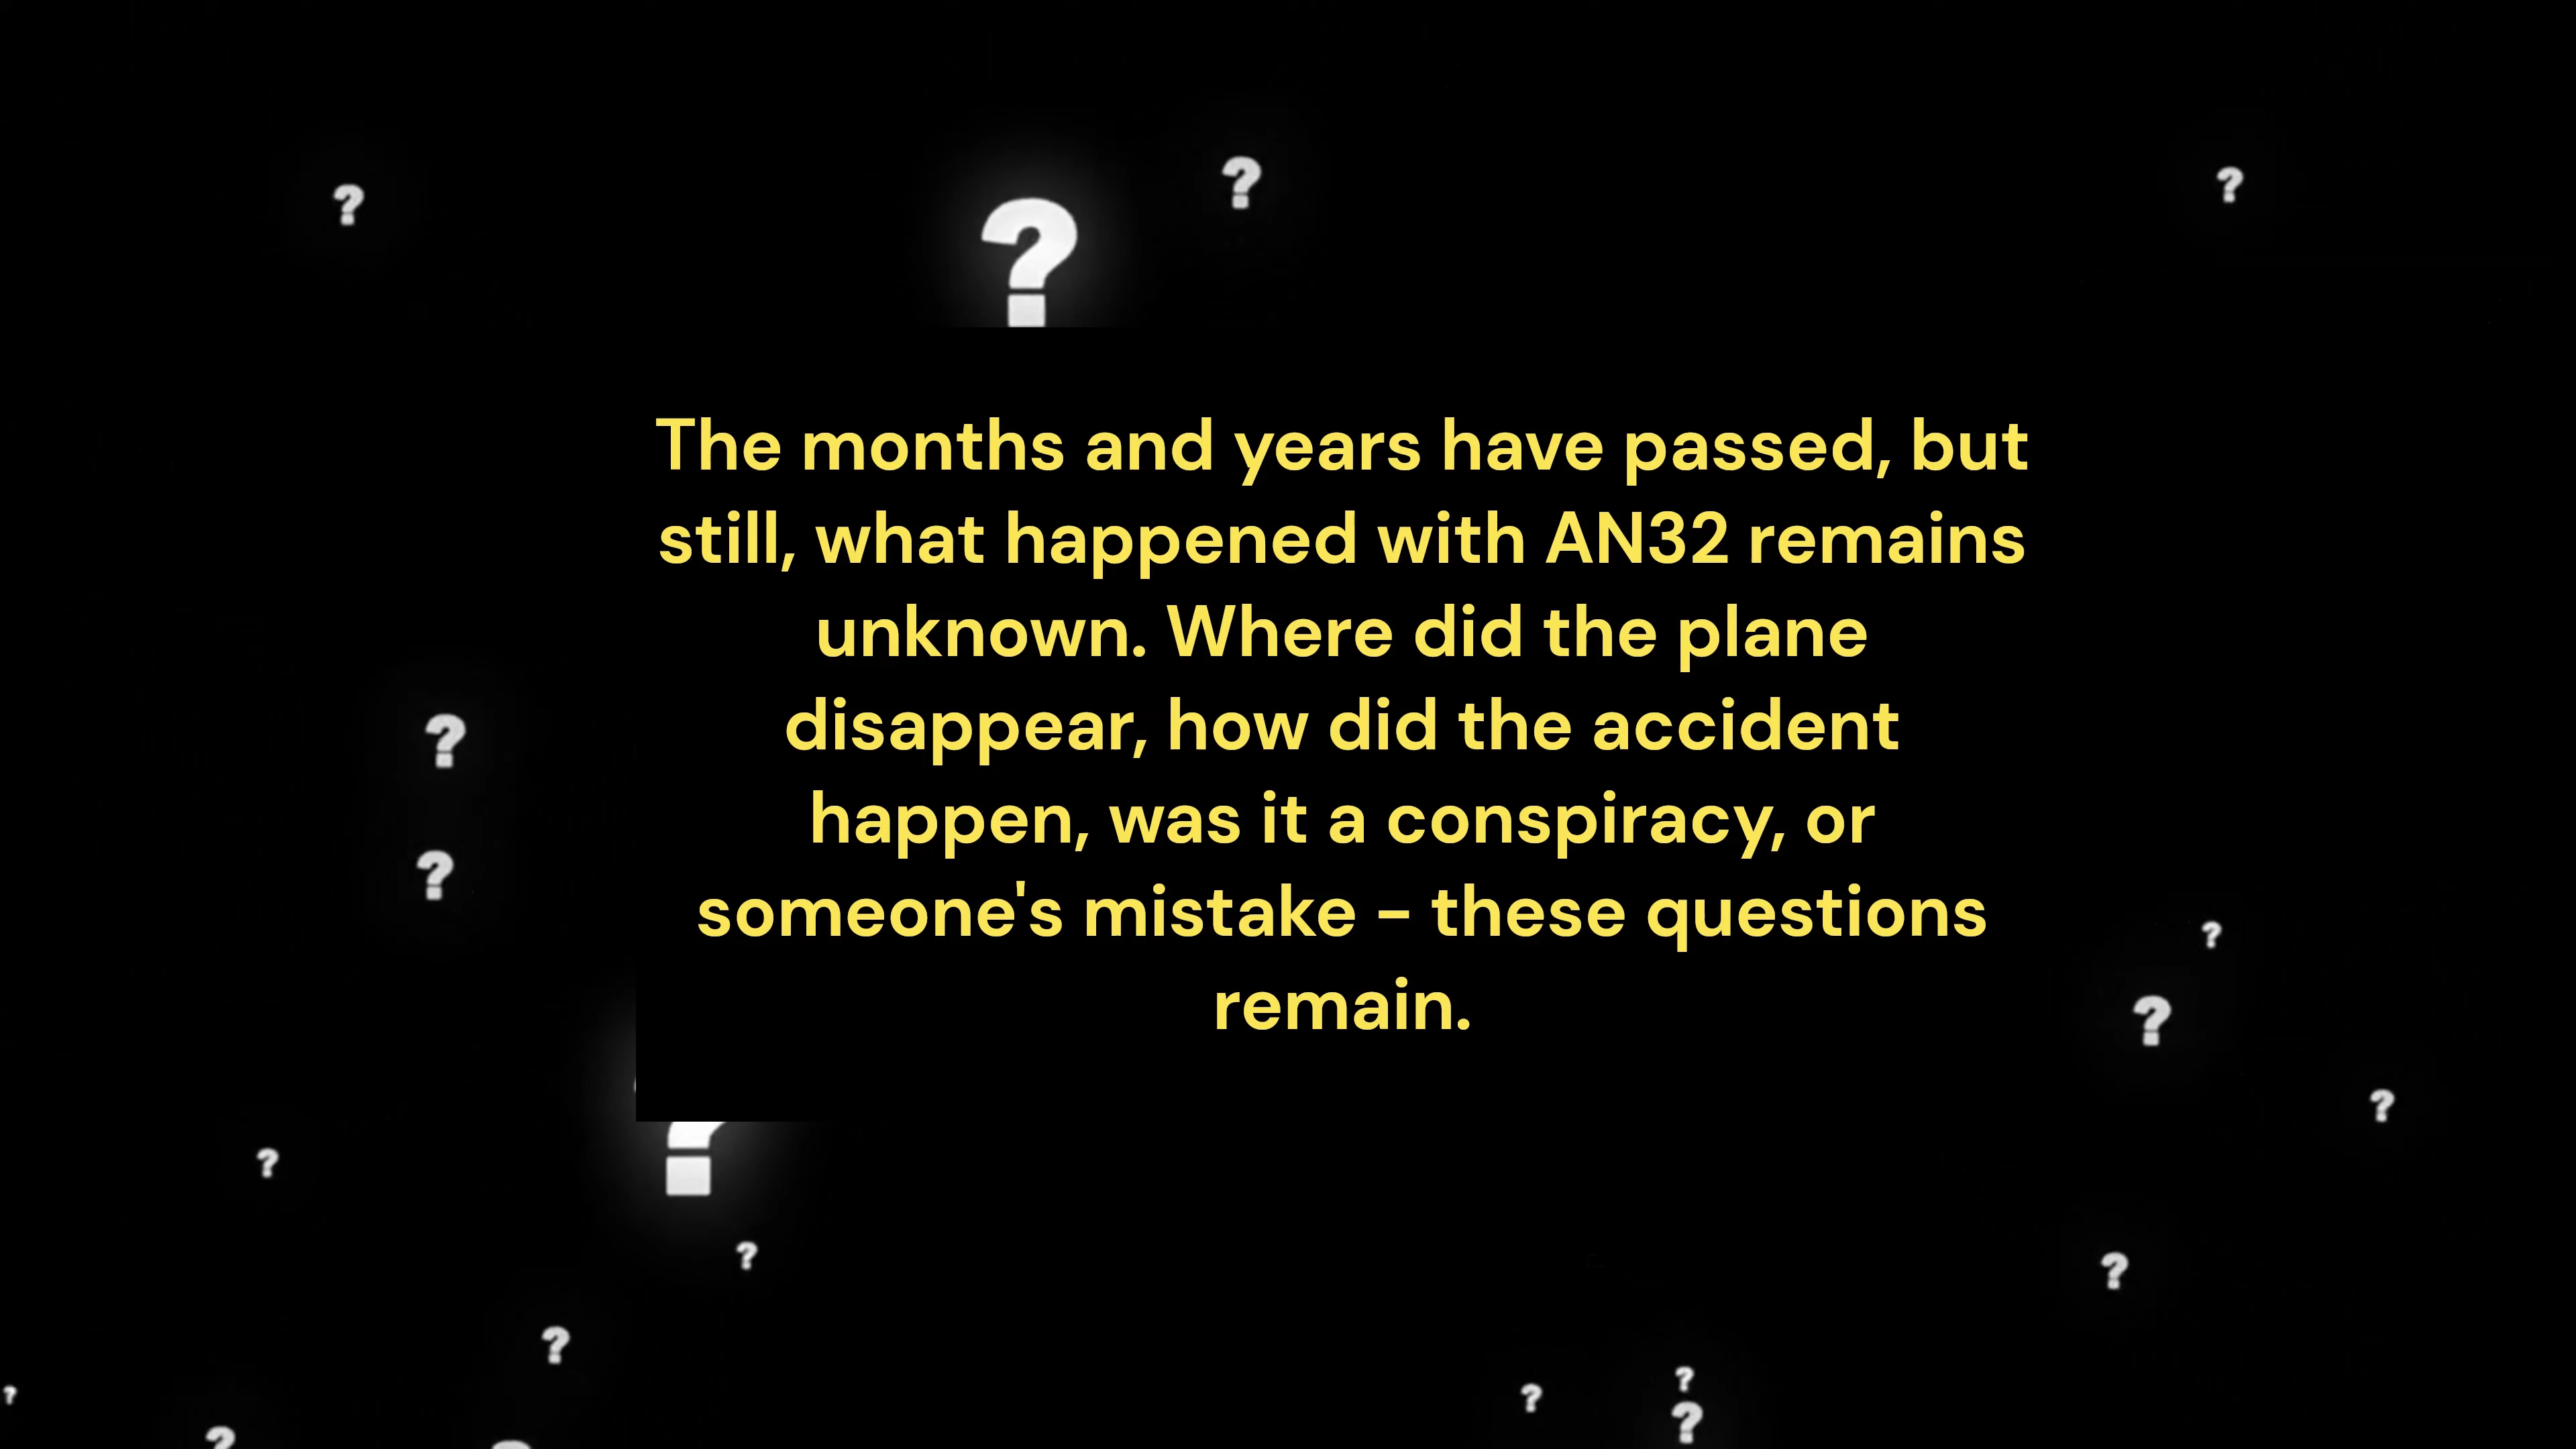 The months and years have passed, but
still, what happened with AN32 remains
unknown. Where did the plane
disappear, how did the accident
happen, was it a conspiracy, or
someone's mistake – these questions
remain.